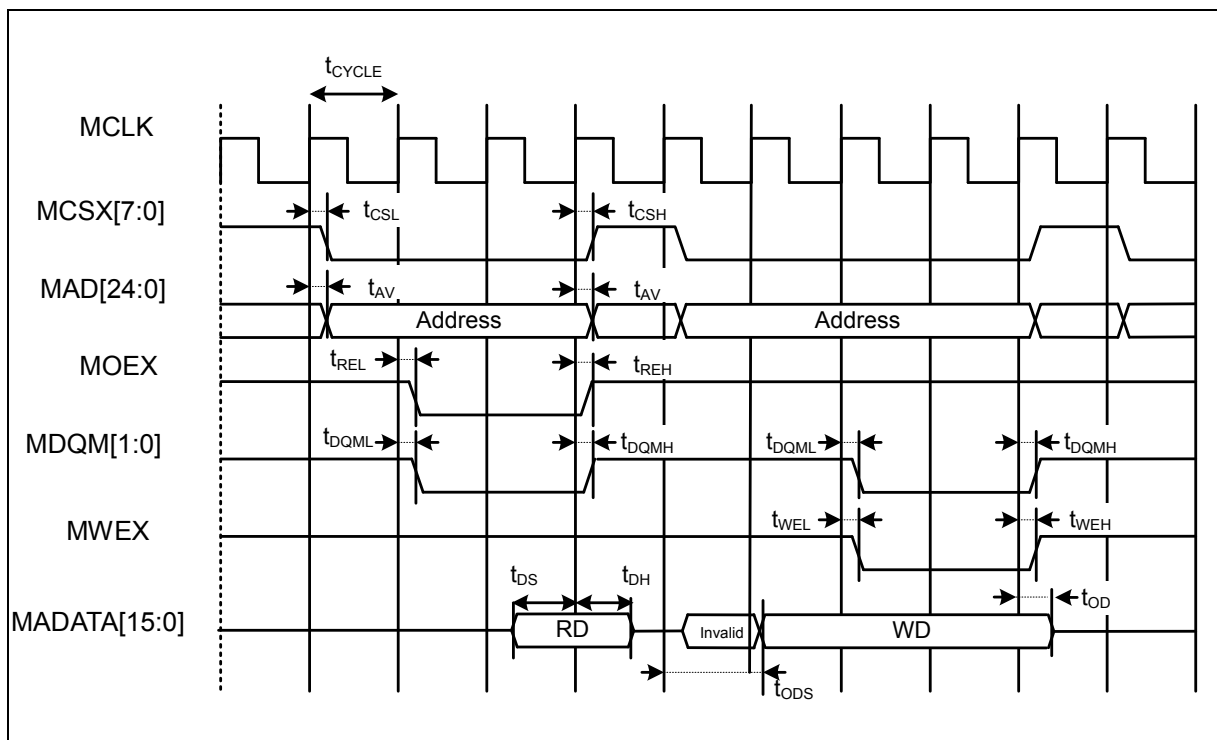 tCYCLE
MCLK
MCSX[7:0]
tCSL
tCSH
MAD[24:0]
tAV
tAV
Address
Address
MOEX
tREL
tREH
MDQM[1:0]
tDQML
tDQMH
tDQML
tDQMH
MWEX
tWEL
tWEH
MADATA[15:0]
tDS
tDH
tOD
RD
Invalid
WD
tODS